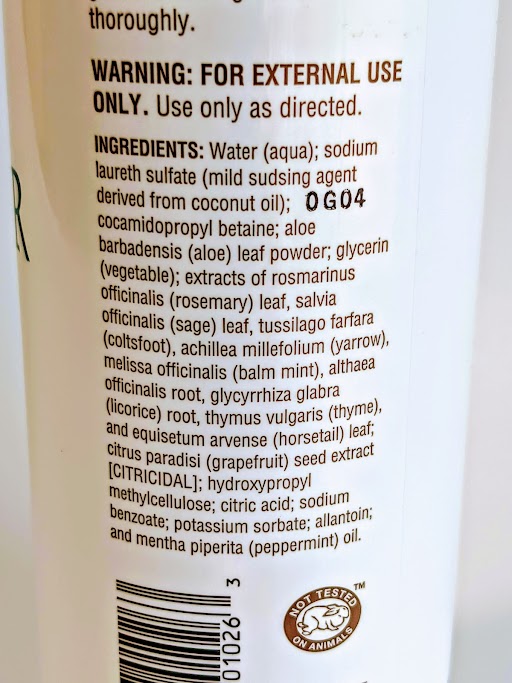 thoroughly.
WARNING: FOR EXTERNAL USE
ONLY. Use only as directed.
INGREDIENTS: Water (aqua); sodium
laureth sulfate (mild sudsing agent
derived from coconut oil); 0G04
cocamidopropyl betaine; aloe
barbadensis (aloe) leaf powder; glycerin
(vegetable); extracts of rosmarinus
officinalis (rosemary) leaf, salvia
officinalis (sage) leaf, tussilago farfara
(coltsfoot), achillea millefolium (yarrow),
melissa officinalis (balm mint), althaea
officinalis root, glycyrrhiza glabra
(licorice) root, thymus vulgaris (thyme),
and equisetum arvense (horsetail) leaf;
citrus paradisi (grapefruit) seed extract
[CITRICIDAL]; hydroxypropyl
methylcellulose; citric acid; sodium
benzoate; potassium sorbate; allantoin;
and mentha piperita (peppermint) oil.
01026 3
NOT TESTED
ON ANIMALS
TM
R